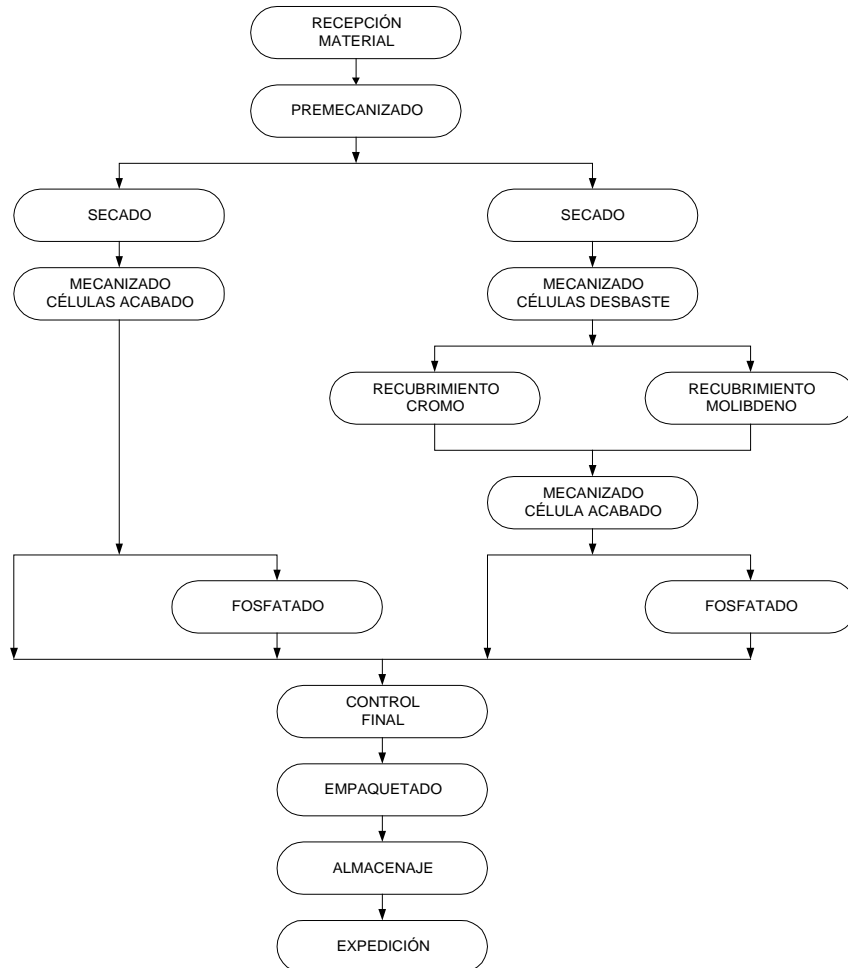 RECEPCIÓN
MATERIAL
PREMECANIZADO
SECADO
SECADO
MECANIZADO
CÉLULAS ACABADO
MECANIZADO
CÉLULAS DESBASTE
RECUBRIMIENTO
CROMO
RECUBRIMIENTO
MOLIBDENO
MECANIZADO
CÉLULA ACABADO
FOSFATADO
FOSFATADO
CONTROL
FINAL
EMPAQUETADO
ALMACENAJE
EXPEDICIÓN